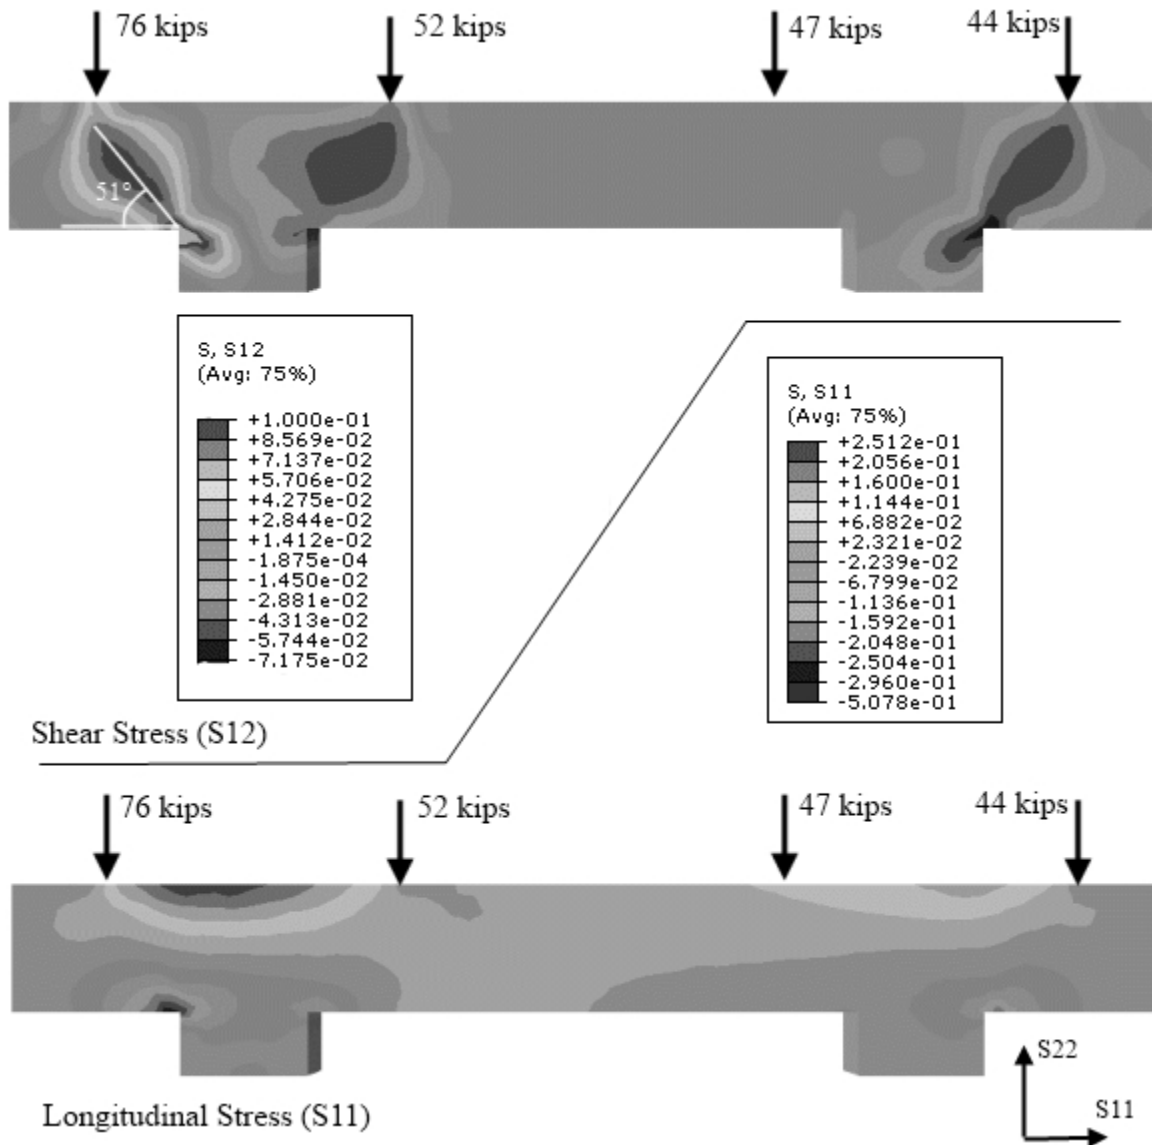 76 kips
52 kips
47 kips
44 kips
51°
S, S12
(Avg: 75%)
+1.000e-01
+8.569e-02
+7.137e-02
+5.706e-02
+4.275e-02
+2.844e-02
+1.412e-02
-1.875e-04
-1.450e-02
-2.881e-02
-4.313e-02
-5.744e-02
-7.175e-02
S, S11
(Avg: 75%)
+2.512e-01
+2.056e-01
+1.600e-01
+1.144e-01
+6.882e-02
+2.321e-02
-2.239e-02
-6.799e-02
-1.136e-01
-1.592e-01
-2.048e-01
-2.504e-01
-2.960e-01
-5.078e-01
Shear Stress (S12)
76 kips
52 kips
47 kips
44 kips
S22
S11
Longitudinal Stress (S11)